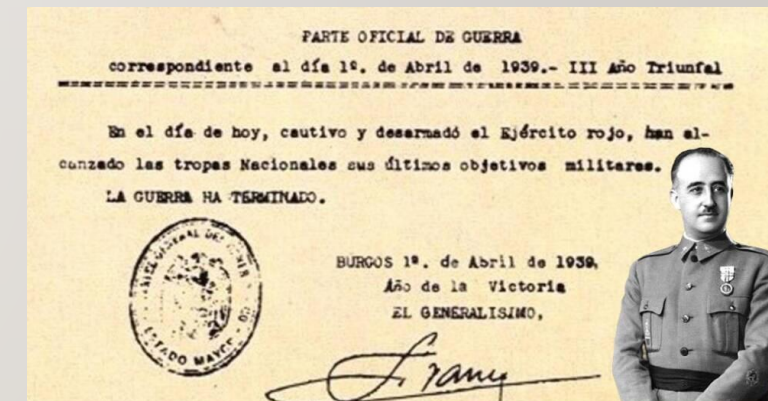 PARTE OFICIAL DE GUERRA
correspondiente al día 1º. de Abril de 1939.- III Año Triunfal
En el día de hoy, cautivo y desarmado el Ejército rojo, han al-
canzado las tropas Nacionales sus últimos objetivos militares.
LA GUERRA HA TERMINADO.
BURGOS 1º. de Abril de 1939,
Año de la Victoria
EL GENERALISIMO,
ESTADO MAYOR